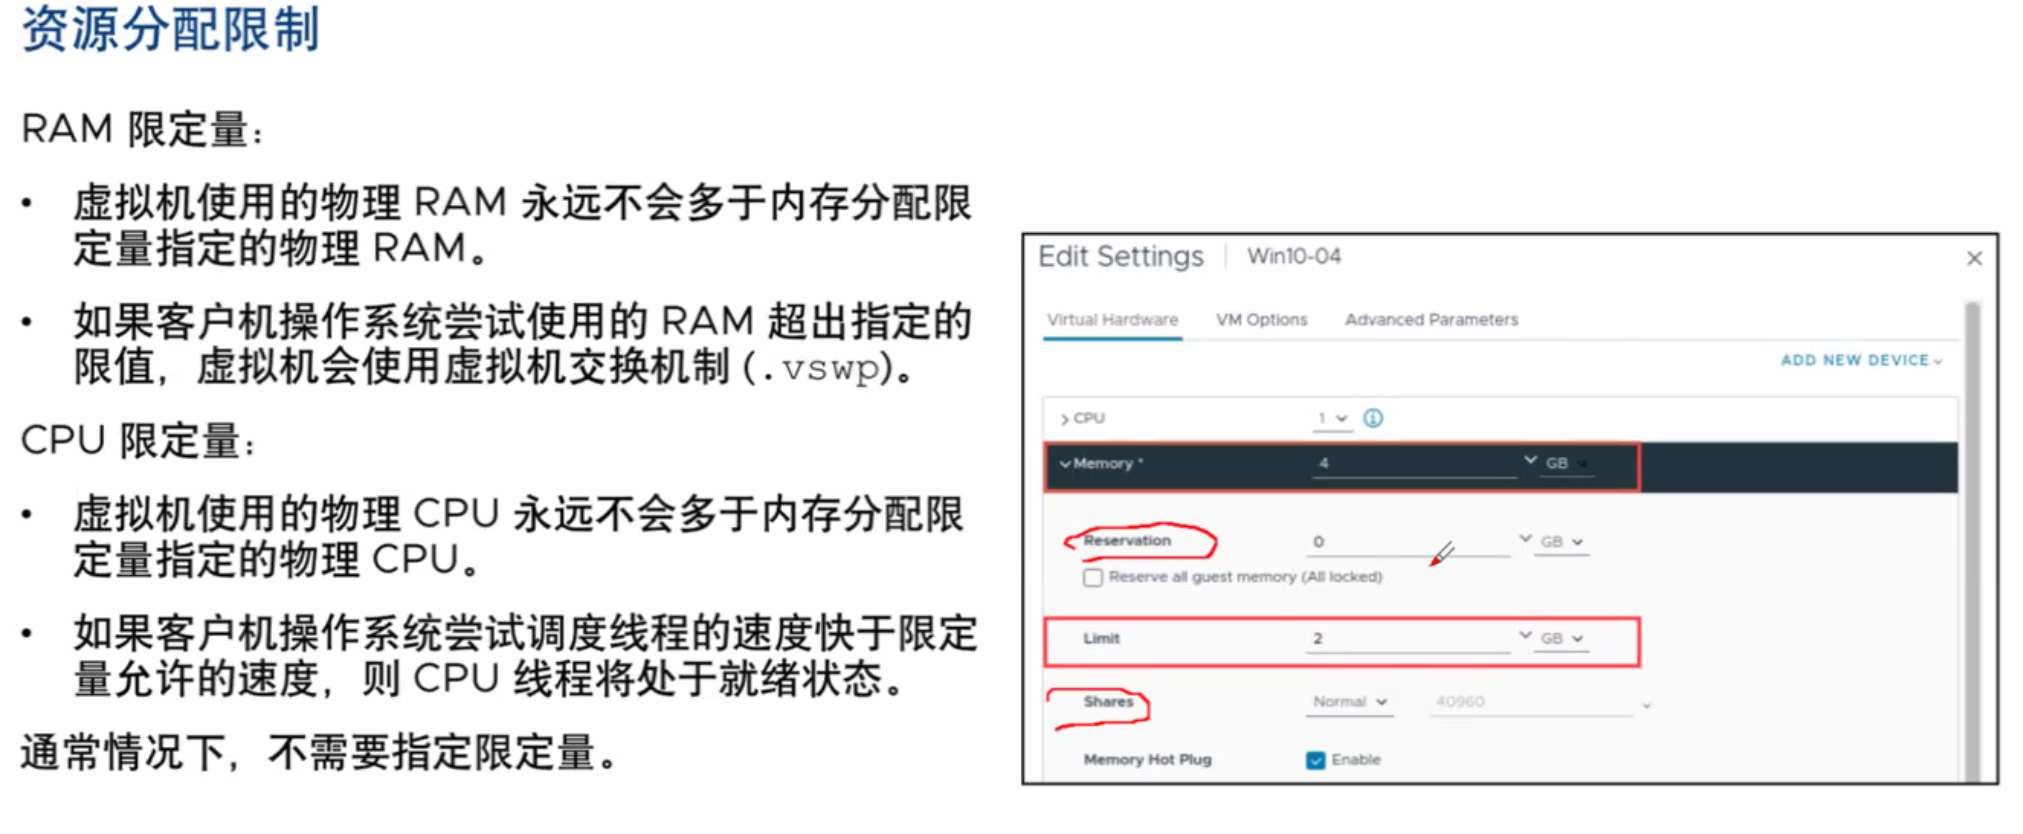 资源分配限制
RAM 限定量：
• 虚拟机使用的物理 RAM 永远不会多于内存分配限
定量指定的物理 RAM。
• 如果客户机操作系统尝试使用的 RAM 超出指定的
限值，虚拟机会使用虚拟机交换机制 (.vswp)。
CPU 限定量：
• 虚拟机使用的物理 CPU 永远不会多于内存分配限
定量指定的物理 CPU。
• 如果客户机操作系统尝试调度线程的速度快于限定
量允许的速度，则 CPU 线程将处于就绪状态。
通常情况下，不需要指定限定量。
Edit Settings Win10-04
Virtual Hardware VM Options Advanced Parameters
ADD NEW DEVICE
CPU 1
Memory * 4 GB
Reservation 0 GB
Reserve all guest memory (All locked)
Limit 2 GB
Shares Normal 40960
Memory Hot Plug Enable